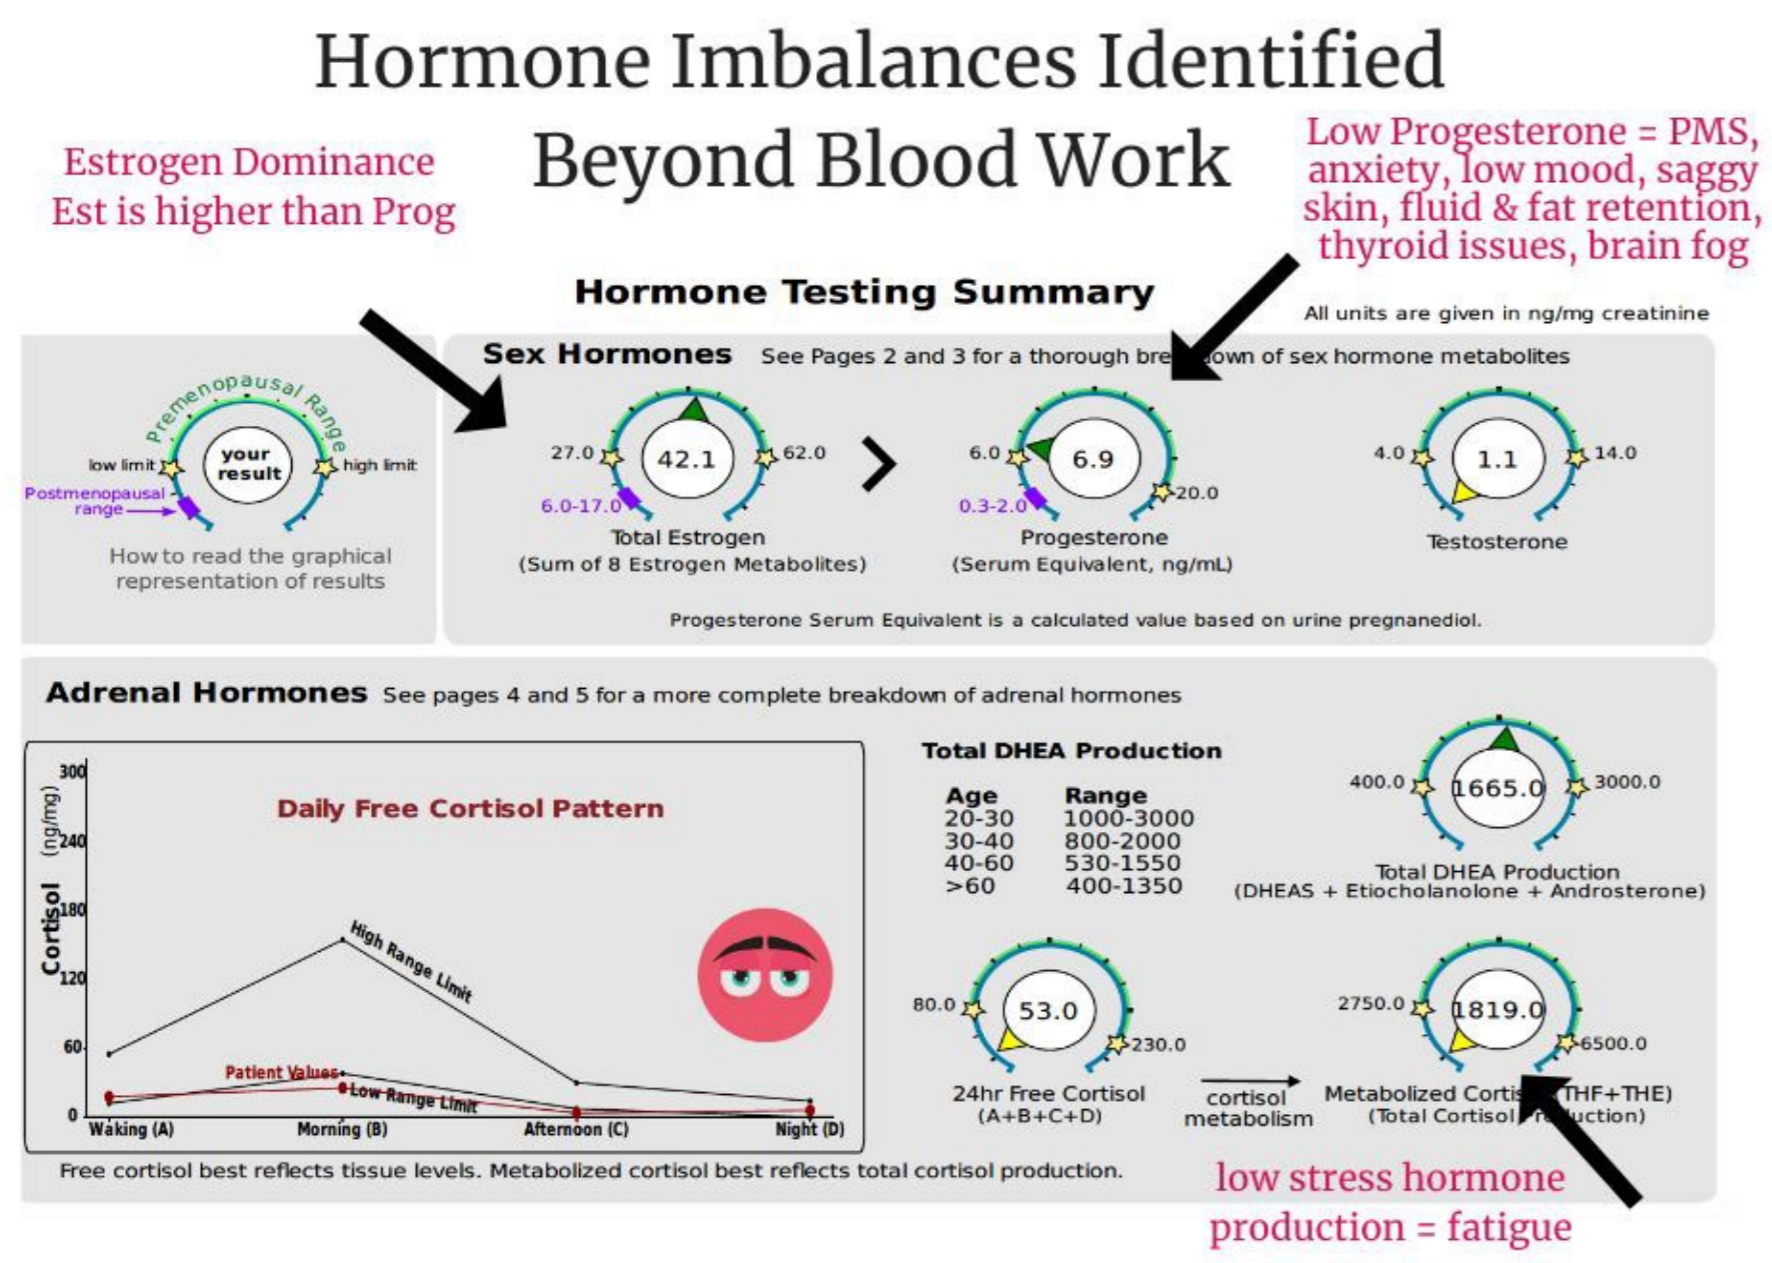 Hormone Imbalances Identified
Beyond Blood Work
Estrogen Dominance
Est is higher than Prog
Low Progesterone = PMS,
anxiety, low mood, saggy
skin, fluid & fat retention,
thyroid issues, brain fog
Hormone Testing Summary
All units are given in ng/mg creatinine
Premenopausal Range
low limit
your
result
high limit
Postmenopausal
range
How to read the graphical
representation of results
Sex Hormones See Pages 2 and 3 for a thorough bre down of sex hormone metabolites
27.0
42.1
62.0
6.0-17.0
Total Estrogen
(Sum of 8 Estrogen Metabolites)
6.0
6.9
20.0
0.3-2.0
Progesterone
(Serum Equivalent, ng/mL)
4.0
1.1
14.0
Testosterone
Progesterone Serum Equivalent is a calculated value based on urine pregnanediol.
Adrenal Hormones See pages 4 and 5 for a more complete breakdown of adrenal hormones
Daily Free Cortisol Pattern
Cortisol (ng/mg)
300
240
180
120
60
0
High Range Limit
Patient Values
Low Range Limit
Waking (A)
Morning (B)
Afternoon (C)
Night (D)
Total DHEA Production
Age Range
20-30 1000-3000
30-40 800-2000
40-60 530-1550
>60 400-1350
400.0
1665.0
3000.0
Total DHEA Production
(DHEAS + Etiocholanolone + Androsterone)
80.0
53.0
230.0
24hr Free Cortisol
(A+B+C+D)
cortisol
metabolism
2750.0
1819.0
6500.0
Metabolized Cortis THF+THE)
(Total Cortisol Pr uction)
Free cortisol best reflects tissue levels. Metabolized cortisol best reflects total cortisol production.
low stress hormone
production = fatigue